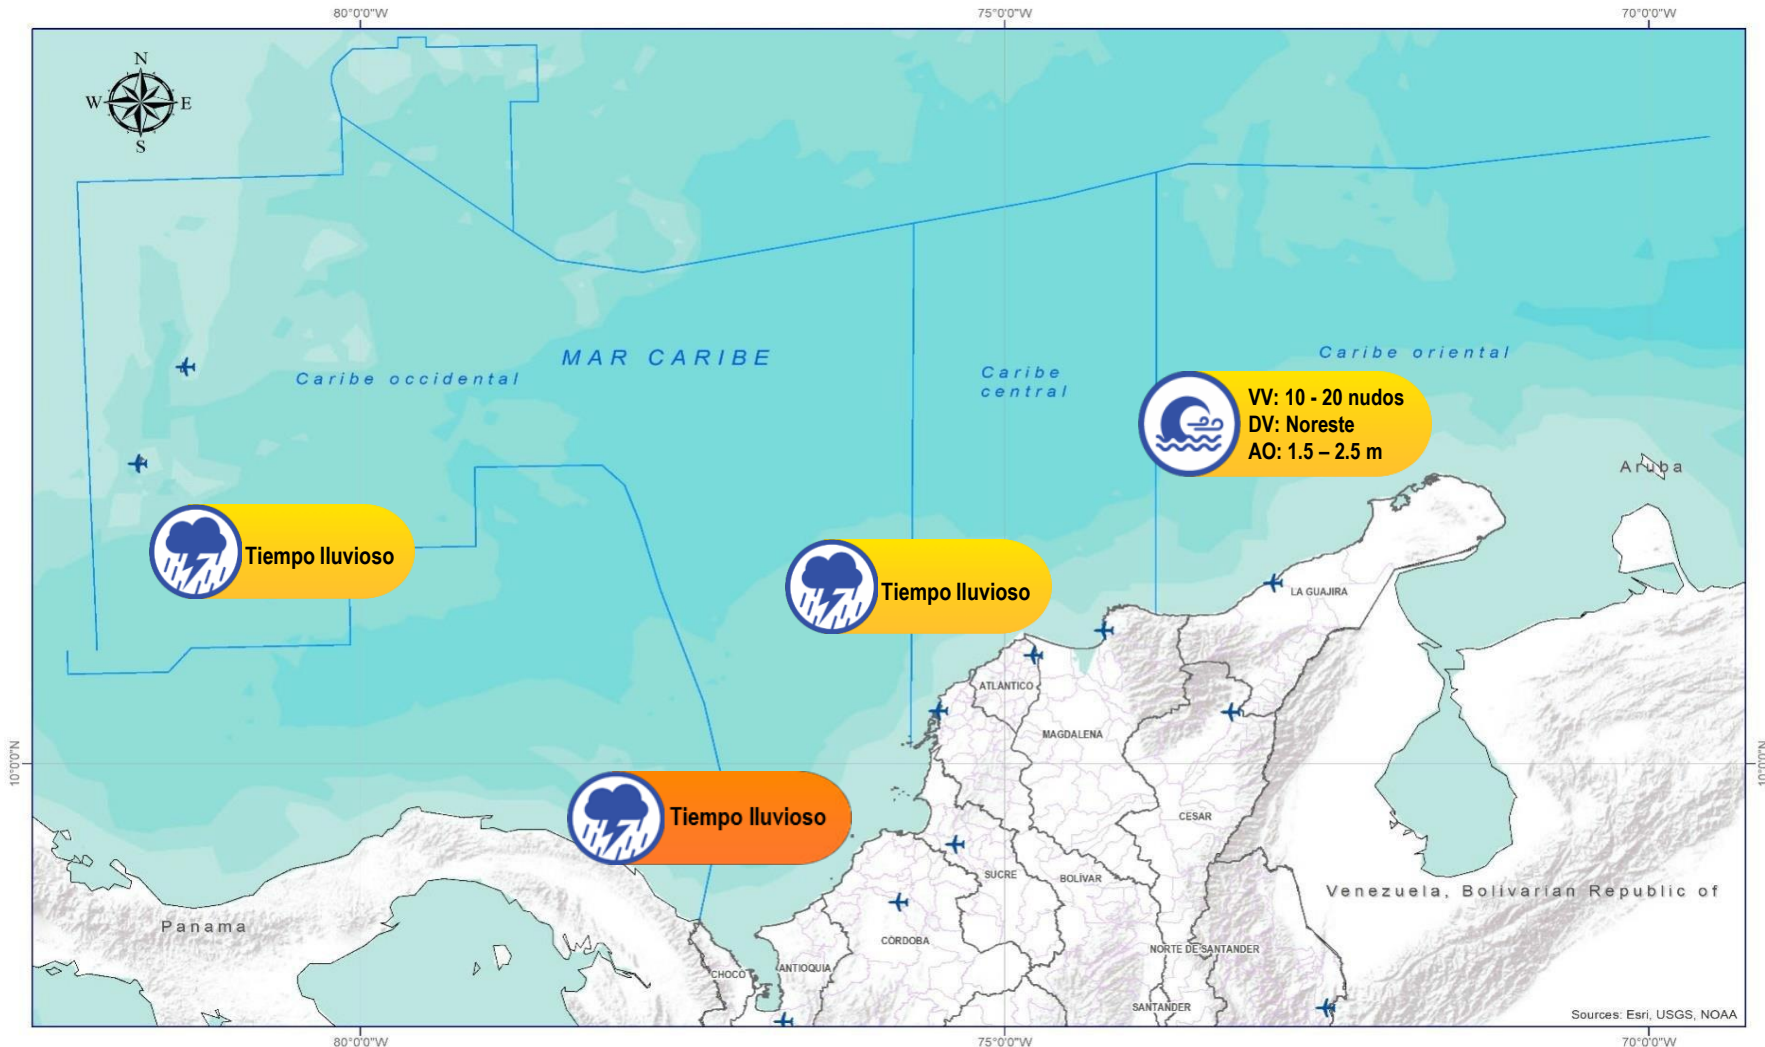 80°0'0"W
75°0'0"W
70°0'0"W
N
W
E
S
MAR CARIBE
Caribe occidental
Caribe
central
Caribe oriental
VV: 10 - 20 nudos
DV: Noreste
AO: 1.5 – 2.5 m
Aruba
Tiempo lluvioso
Tiempo lluvioso
LA GUAJIRA
ATLANTICO
MAGDALENA
10°0'0"N
10°0'0"N
Tiempo lluvioso
CESAR
SUCRE
BOLÍVAR
Venezuela, Bolivarian Republic of
Panama
CÓRDOBA
NORTE DE SANTANDER
CHOCO
ANTIOQUIA
SANTANDER
Sources: Esri, USGS, NOAA
80°0'0"W
75°0'0"W
70°0'0"W